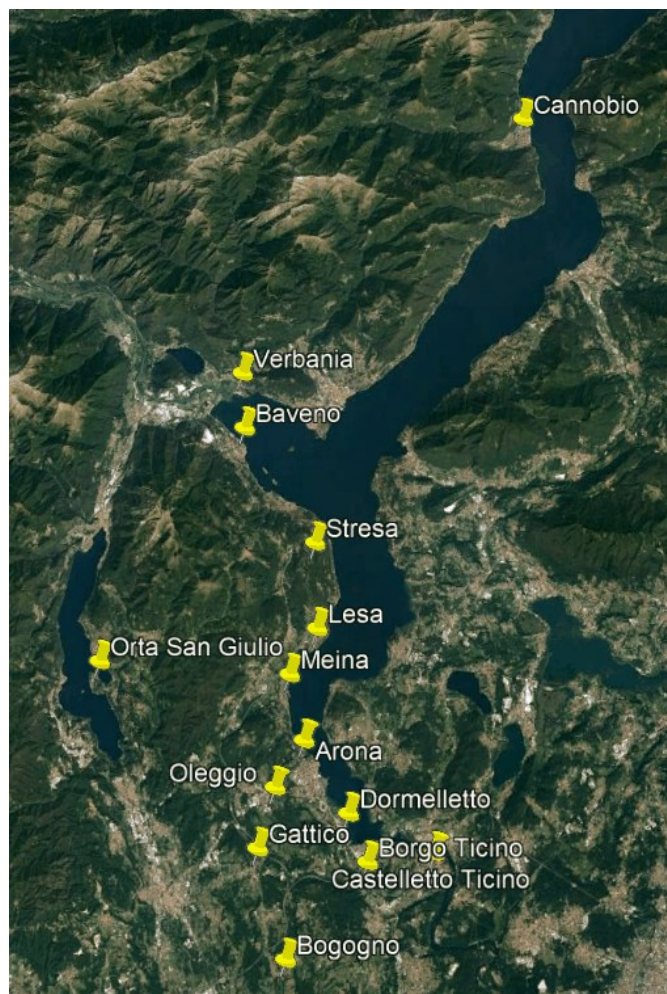 Cannobio
Verbania
Baveno
Stresa
Lesa
Orta San Giulio
Meina
Arona
Oleggio
Dormelletto
Gattico
Borgo Ticino
Castelletto Ticino
Bogogno